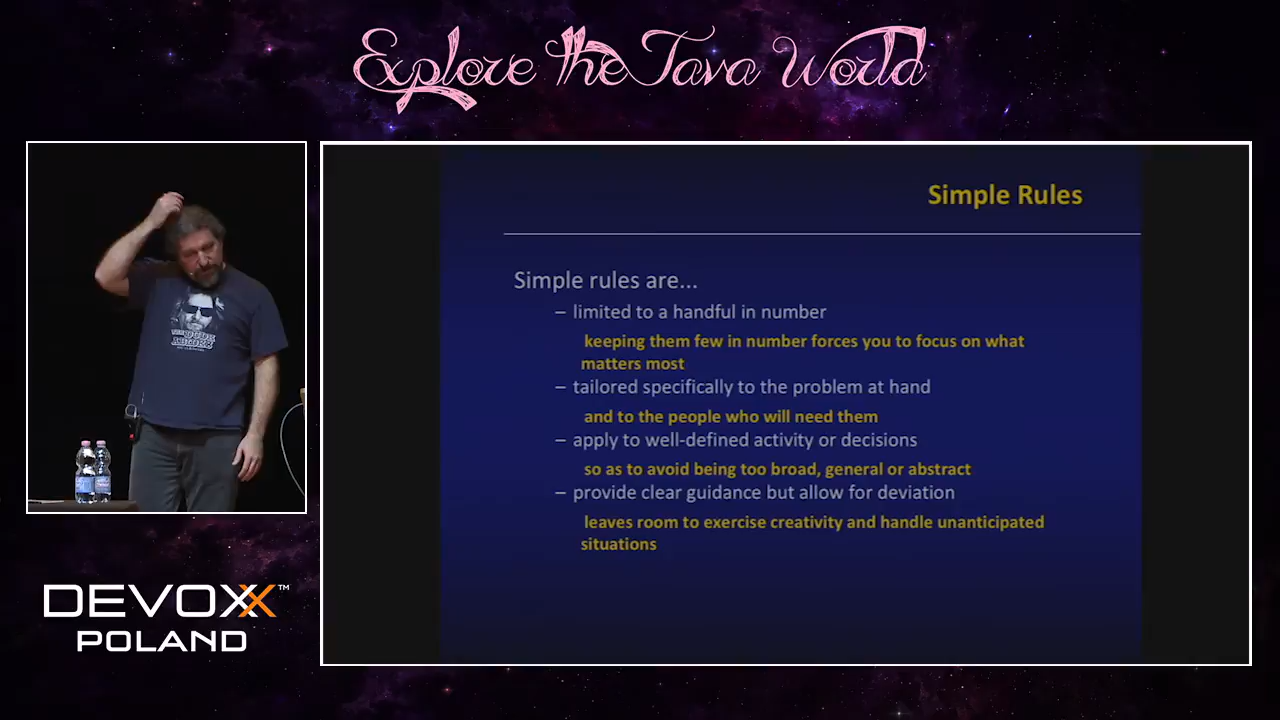 Explore the Java World
Simple Rules
Simple rules are...
– limited to a handful in number
keeping them few in number forces you to focus on what
matters most
– tailored specifically to the problem at hand
and to the people who will need them
– apply to well-defined activity or decisions
so as to avoid being too broad, general or abstract
– provide clear guidance but allow for deviation
leaves room to exercise creativity and handle unanticipated
situations
DEVOXX™
POLAND